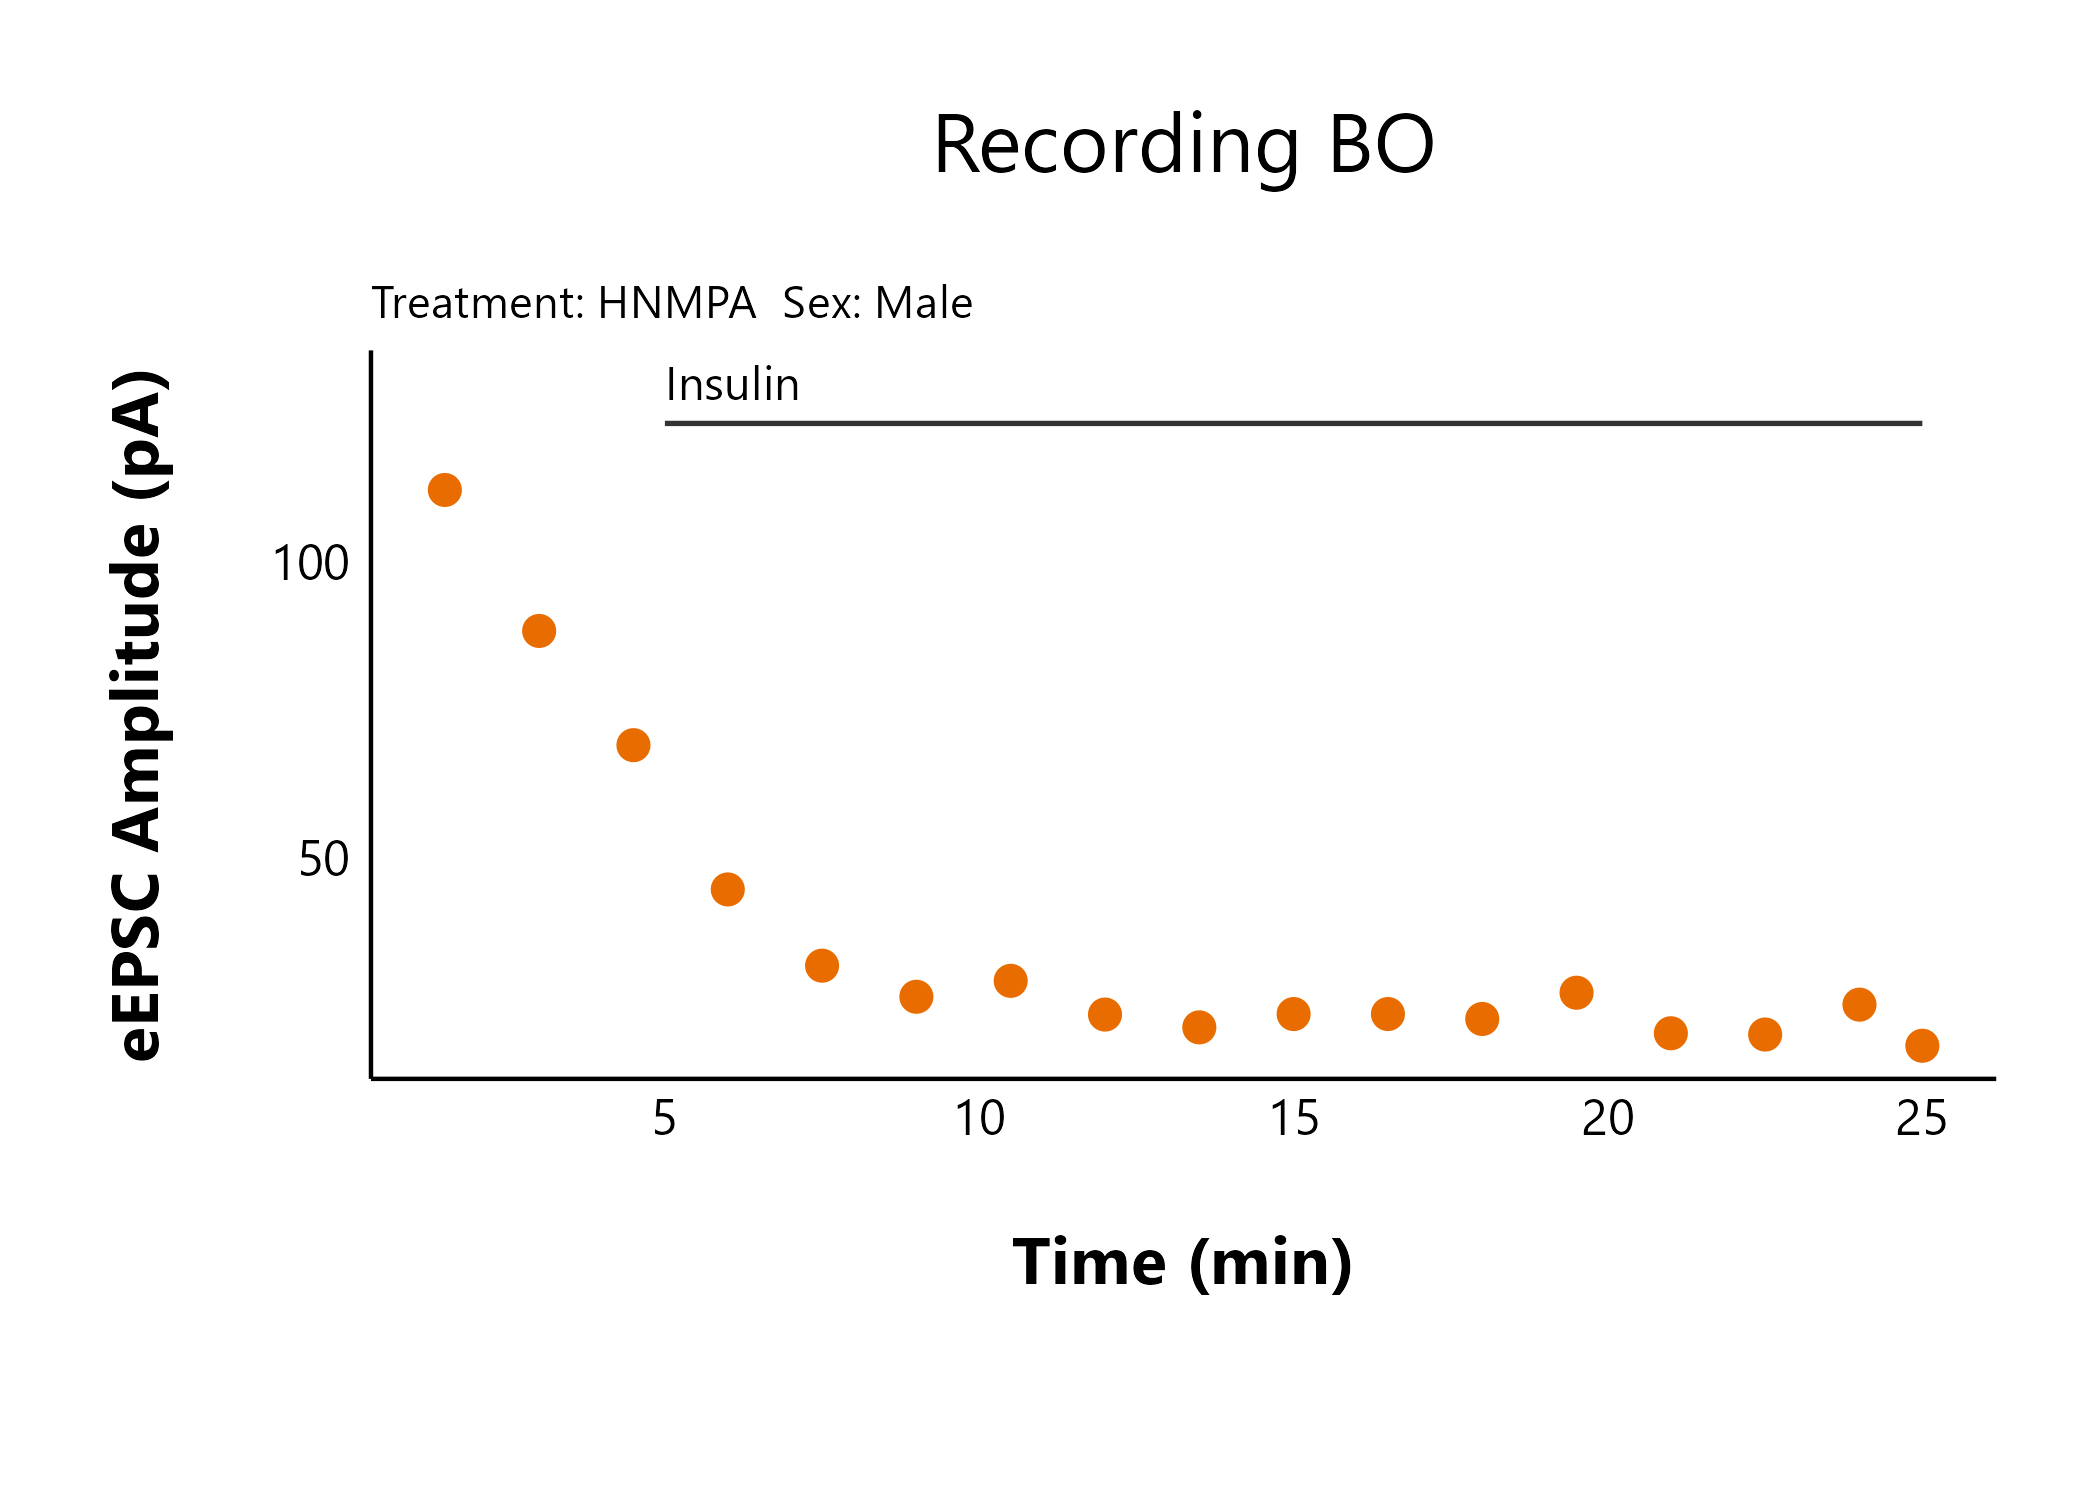 Recording BO
Treatment: HNMPA  Sex: Male
Insulin
eEPSC Amplitude (pA)
100
50
5 10 15 20 25
Time (min)